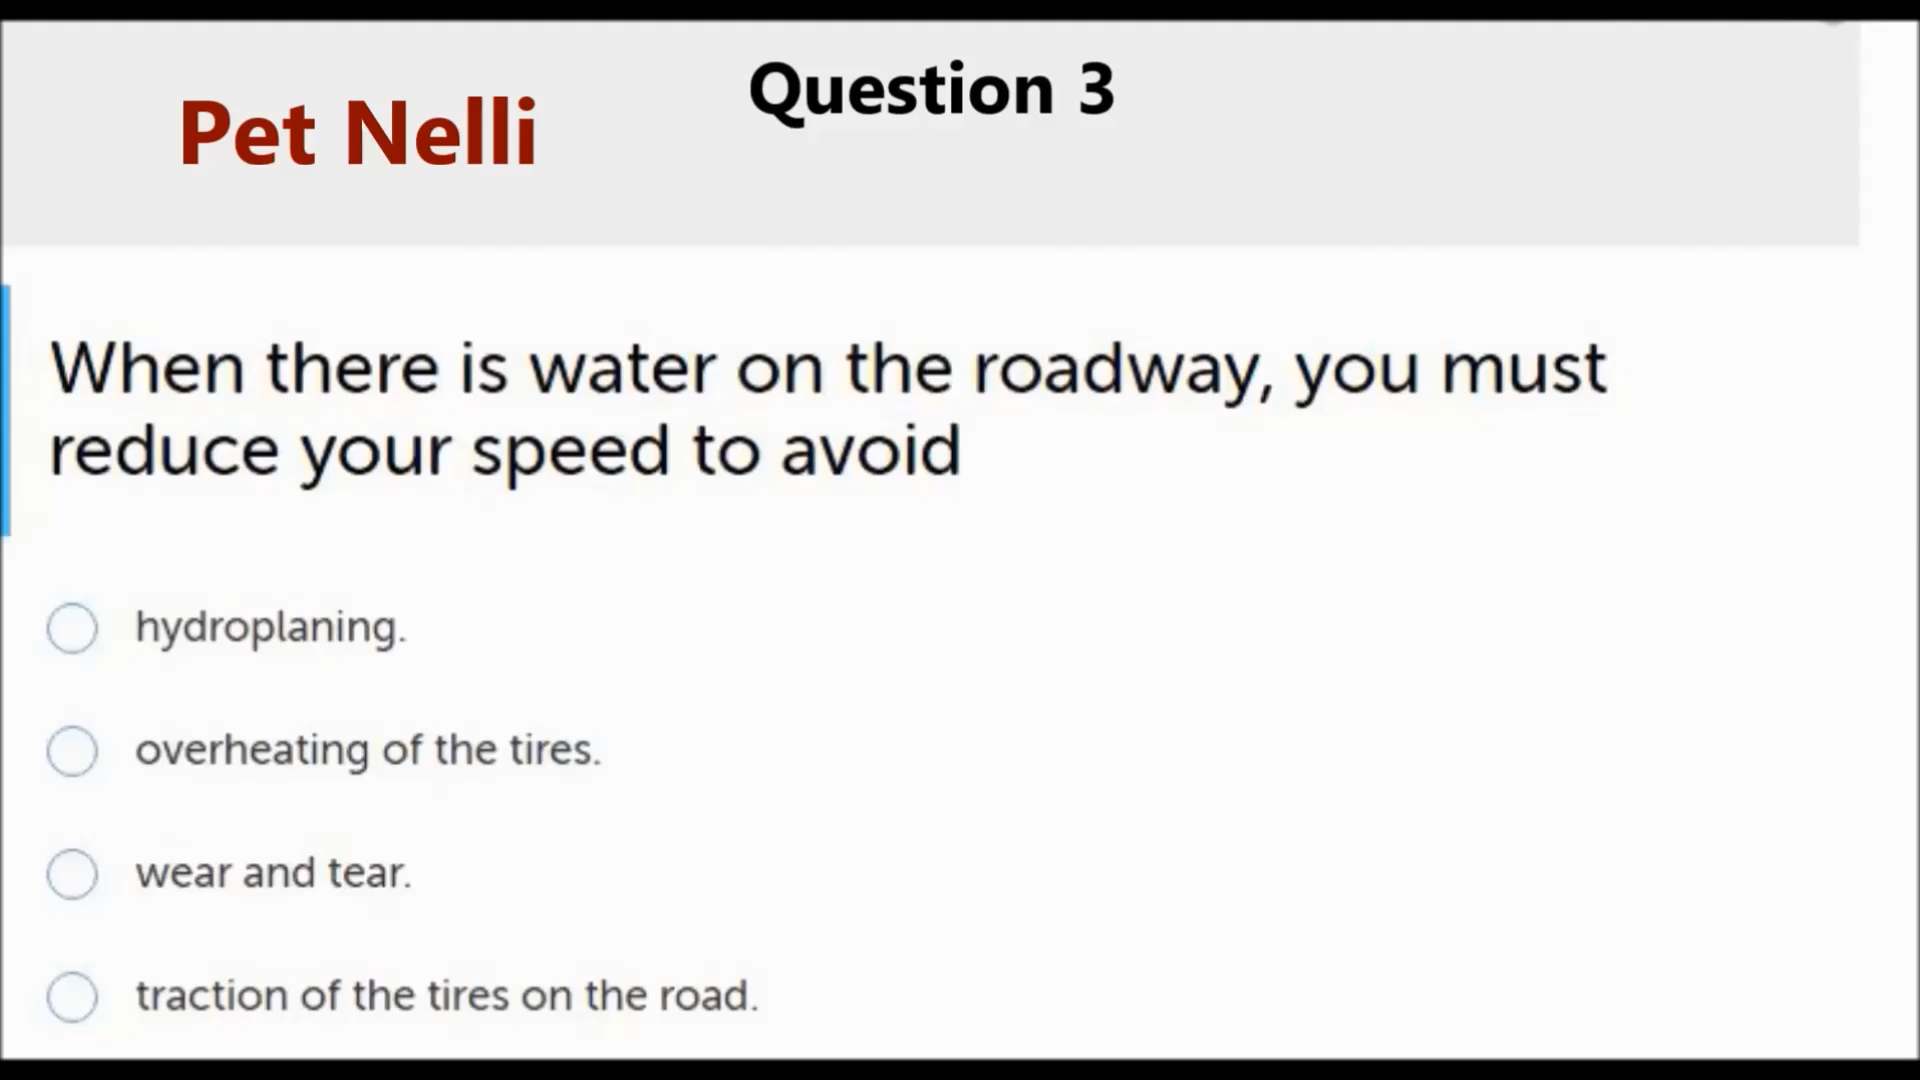 Pet Nelli
Question 3
When there is water on the roadway, you must
reduce your speed to avoid
hydroplaning.
overheating of the tires.
wear and tear.
traction of the tires on the road.